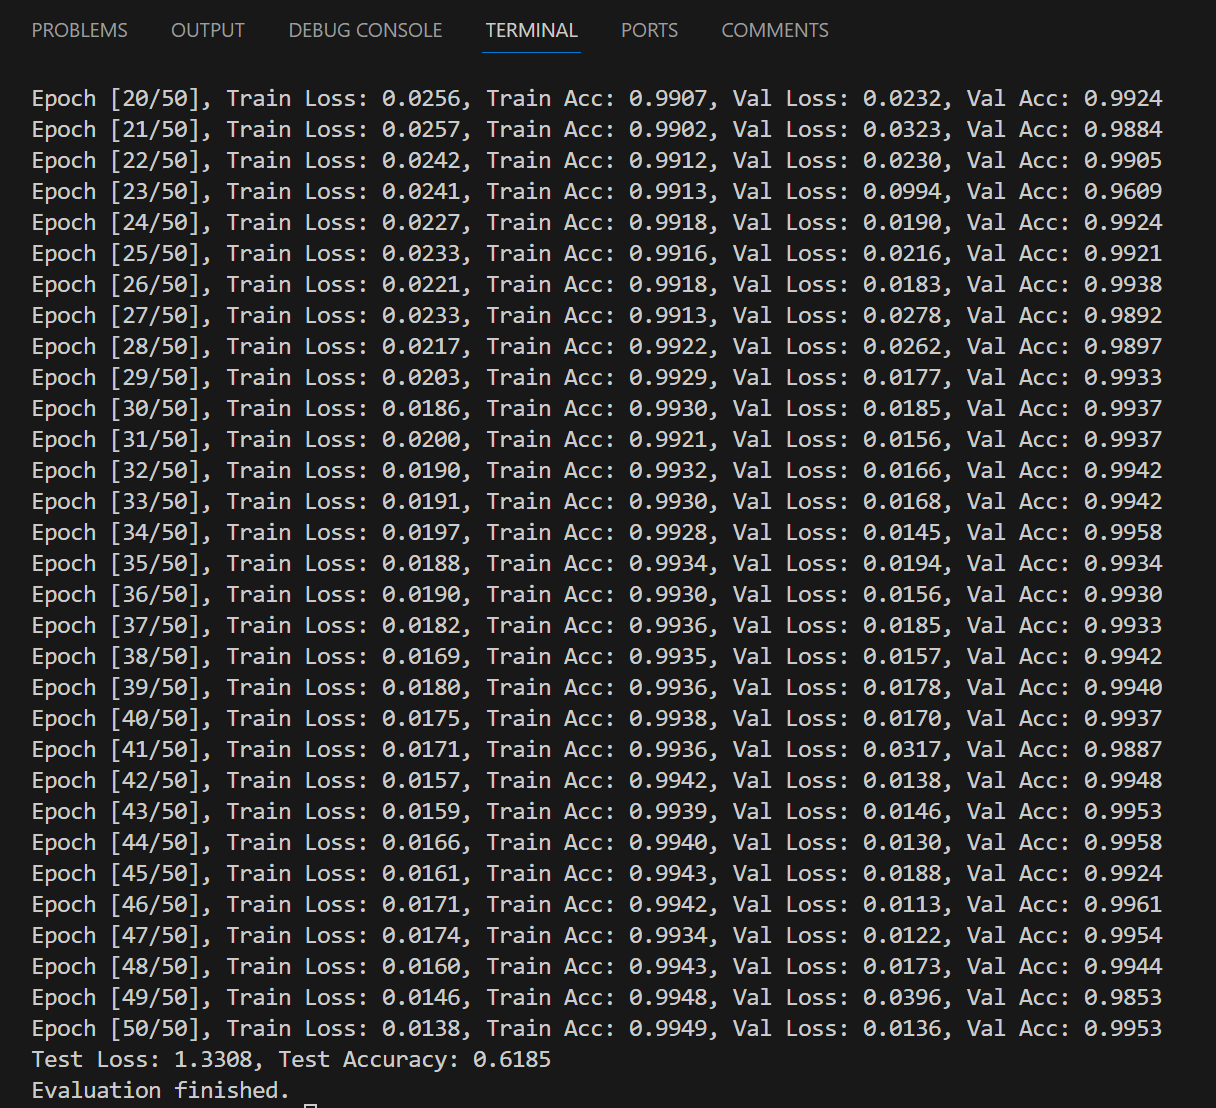 PROBLEMS OUTPUT DEBUG CONSOLE TERMINAL PORTS COMMENTS
Epoch [20/50], Train Loss: 0.0256, Train Acc: 0.9907, Val Loss: 0.0232, Val Acc: 0.9924
Epoch [21/50], Train Loss: 0.0257, Train Acc: 0.9902, Val Loss: 0.0323, Val Acc: 0.9884
Epoch [22/50], Train Loss: 0.0242, Train Acc: 0.9912, Val Loss: 0.0230, Val Acc: 0.9905
Epoch [23/50], Train Loss: 0.0241, Train Acc: 0.9913, Val Loss: 0.0994, Val Acc: 0.9609
Epoch [24/50], Train Loss: 0.0227, Train Acc: 0.9918, Val Loss: 0.0190, Val Acc: 0.9924
Epoch [25/50], Train Loss: 0.0233, Train Acc: 0.9916, Val Loss: 0.0216, Val Acc: 0.9921
Epoch [26/50], Train Loss: 0.0221, Train Acc: 0.9918, Val Loss: 0.0183, Val Acc: 0.9938
Epoch [27/50], Train Loss: 0.0233, Train Acc: 0.9913, Val Loss: 0.0278, Val Acc: 0.9892
Epoch [28/50], Train Loss: 0.0217, Train Acc: 0.9922, Val Loss: 0.0262, Val Acc: 0.9897
Epoch [29/50], Train Loss: 0.0203, Train Acc: 0.9929, Val Loss: 0.0177, Val Acc: 0.9933
Epoch [30/50], Train Loss: 0.0186, Train Acc: 0.9930, Val Loss: 0.0185, Val Acc: 0.9937
Epoch [31/50], Train Loss: 0.0200, Train Acc: 0.9921, Val Loss: 0.0156, Val Acc: 0.9937
Epoch [32/50], Train Loss: 0.0190, Train Acc: 0.9932, Val Loss: 0.0166, Val Acc: 0.9942
Epoch [33/50], Train Loss: 0.0191, Train Acc: 0.9930, Val Loss: 0.0168, Val Acc: 0.9942
Epoch [34/50], Train Loss: 0.0197, Train Acc: 0.9928, Val Loss: 0.0145, Val Acc: 0.9958
Epoch [35/50], Train Loss: 0.0188, Train Acc: 0.9934, Val Loss: 0.0194, Val Acc: 0.9934
Epoch [36/50], Train Loss: 0.0190, Train Acc: 0.9930, Val Loss: 0.0156, Val Acc: 0.9930
Epoch [37/50], Train Loss: 0.0182, Train Acc: 0.9936, Val Loss: 0.0185, Val Acc: 0.9933
Epoch [38/50], Train Loss: 0.0169, Train Acc: 0.9935, Val Loss: 0.0157, Val Acc: 0.9942
Epoch [39/50], Train Loss: 0.0180, Train Acc: 0.9936, Val Loss: 0.0178, Val Acc: 0.9940
Epoch [40/50], Train Loss: 0.0175, Train Acc: 0.9938, Val Loss: 0.0170, Val Acc: 0.9937
Epoch [41/50], Train Loss: 0.0171, Train Acc: 0.9936, Val Loss: 0.0317, Val Acc: 0.9887
Epoch [42/50], Train Loss: 0.0157, Train Acc: 0.9942, Val Loss: 0.0138, Val Acc: 0.9948
Epoch [43/50], Train Loss: 0.0159, Train Acc: 0.9939, Val Loss: 0.0146, Val Acc: 0.9953
Epoch [44/50], Train Loss: 0.0166, Train Acc: 0.9940, Val Loss: 0.0130, Val Acc: 0.9958
Epoch [45/50], Train Loss: 0.0161, Train Acc: 0.9943, Val Loss: 0.0188, Val Acc: 0.9924
Epoch [46/50], Train Loss: 0.0171, Train Acc: 0.9942, Val Loss: 0.0113, Val Acc: 0.9961
Epoch [47/50], Train Loss: 0.0174, Train Acc: 0.9934, Val Loss: 0.0122, Val Acc: 0.9954
Epoch [48/50], Train Loss: 0.0160, Train Acc: 0.9943, Val Loss: 0.0173, Val Acc: 0.9944
Epoch [49/50], Train Loss: 0.0146, Train Acc: 0.9948, Val Loss: 0.0396, Val Acc: 0.9853
Epoch [50/50], Train Loss: 0.0138, Train Acc: 0.9949, Val Loss: 0.0136, Val Acc: 0.9953
Test Loss: 1.3308, Test Accuracy: 0.6185
Evaluation finished.